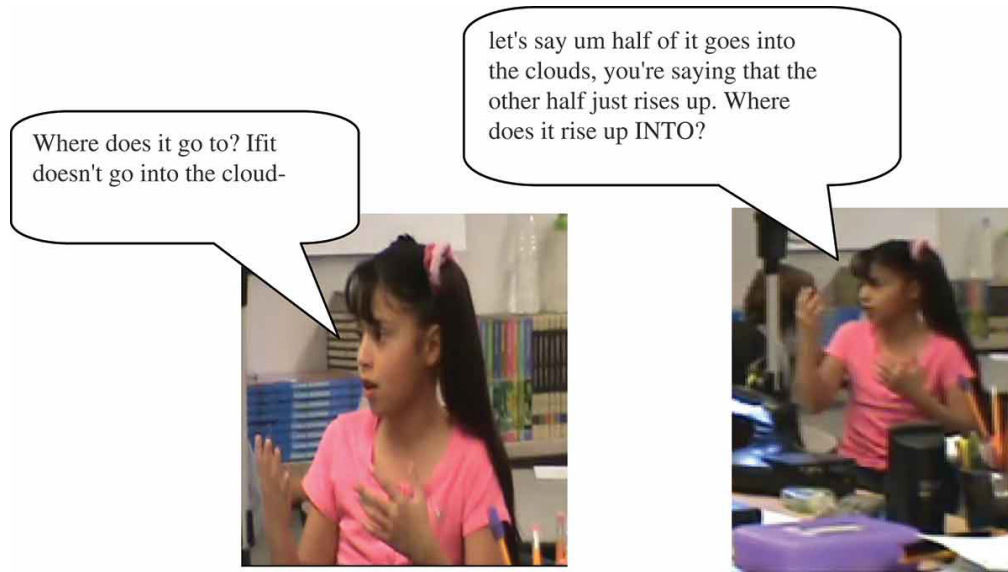 Where does it go to? Ifit
doesn't go into the cloud-
let's say um half of it goes into
the clouds, you're saying that the
other half just rises up. Where
does it rise up INTO?